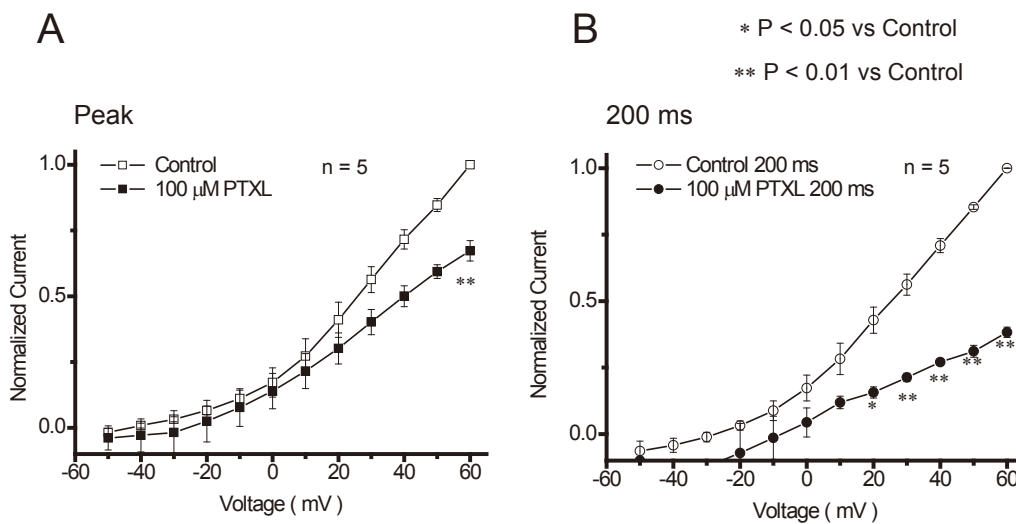 A
B
* P < 0.05 vs Control
** P < 0.01 vs Control
Peak
200 ms
Control
100 μM PTXL
n = 5
Control 200 ms
100 μM PTXL 200 ms
n = 5
Normalized Current
1.0
0.5
0.0
**
-60 -40 -20 0 20 40 60
Voltage ( mV )
Normalized Current
1.0
0.5
0.0
* ** ** ** **
-60 -40 -20 0 20 40 60
Voltage ( mV )